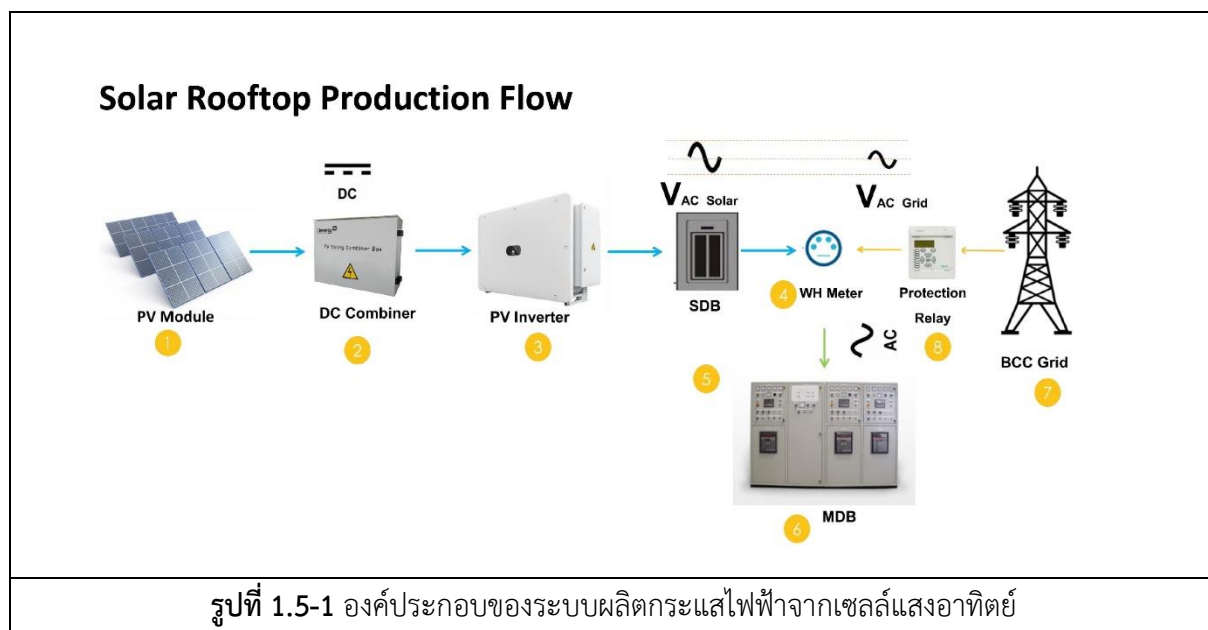 Solar Rooftop Production Flow
DC
V AC Solar
V AC Grid
PV String Combiner Box
PV Module
DC Combiner
PV Inverter
SDB
WH Meter
Protection
Relay
BCC Grid
1
2
3
4
5
8
7
AC
MDB
6
รูปที่ 1.5-1 องค์ประกอบของระบบผลิตกระแสไฟฟ้าจากเซลล์แสงอาทิตย์